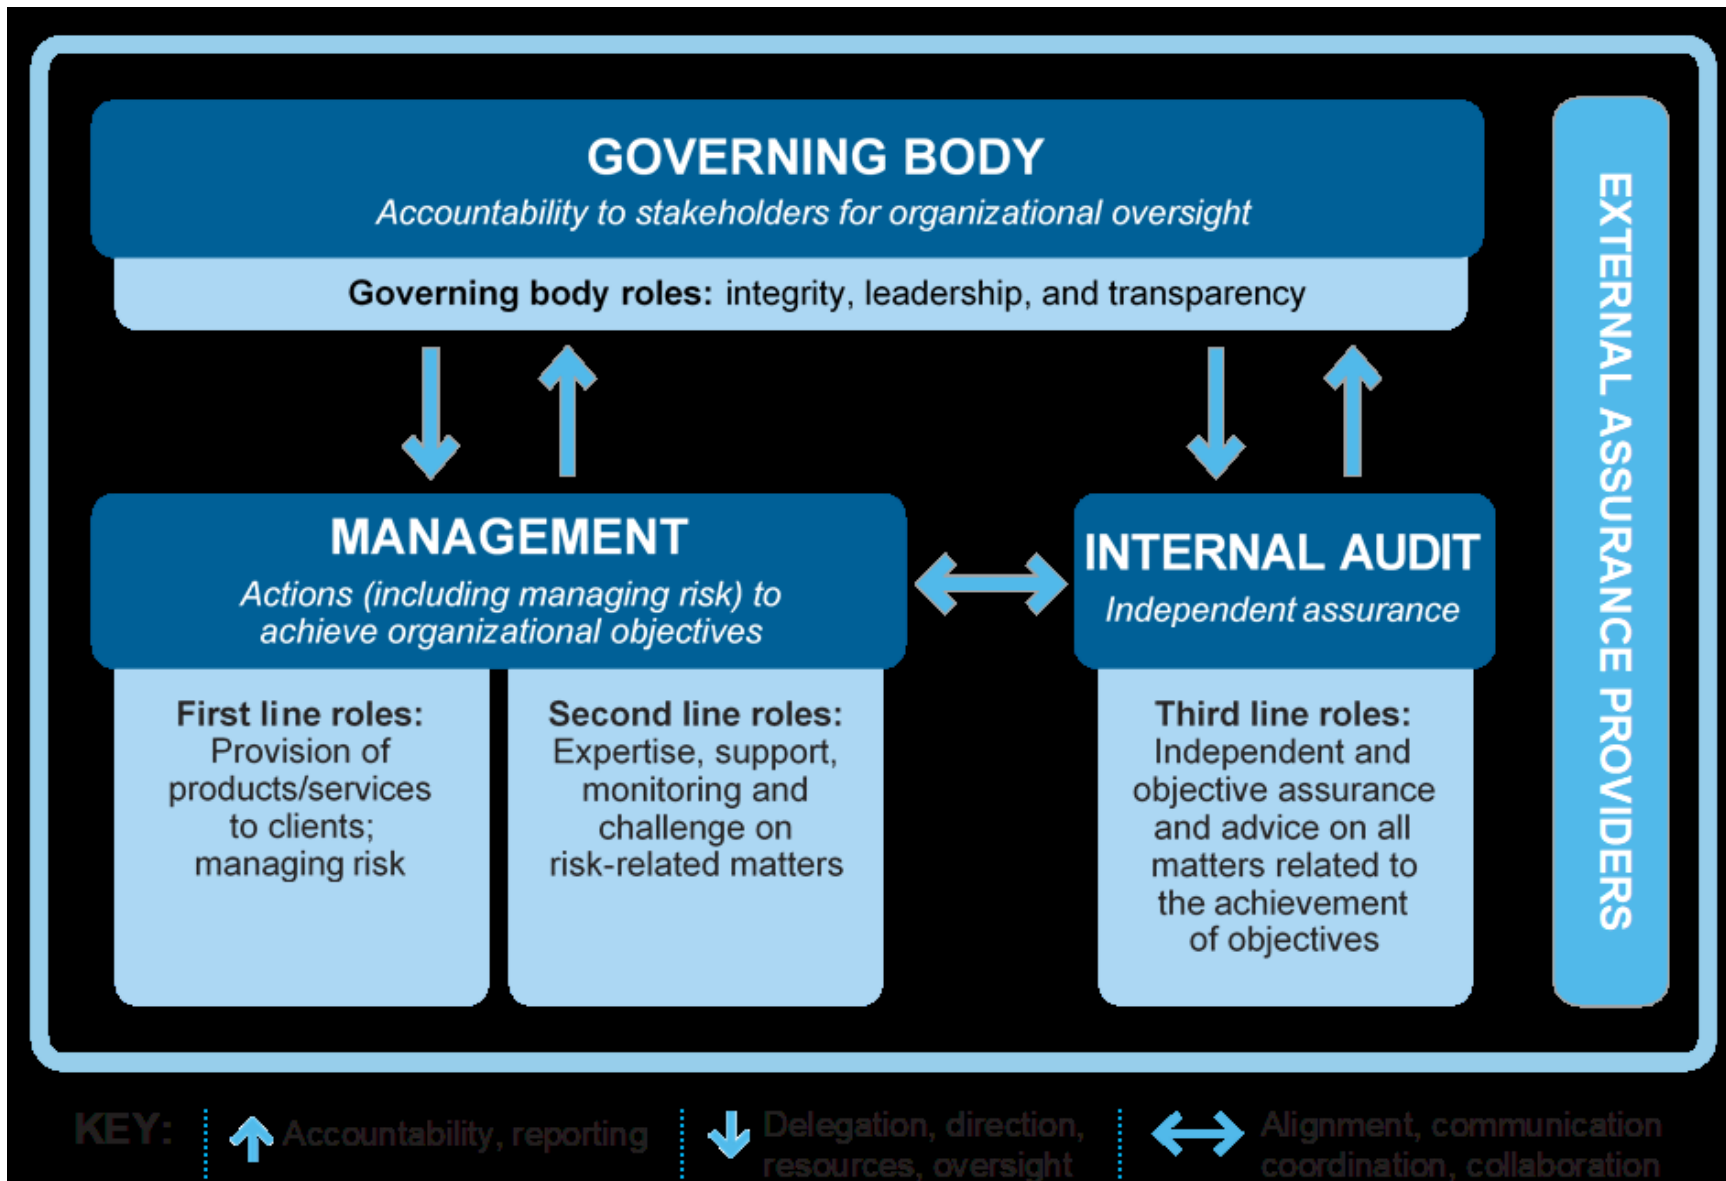 GOVERNING BODY
Accountability to stakeholders for organizational oversight
Governing body roles: integrity, leadership, and transparency
MANAGEMENT
Actions (including managing risk) to
achieve organizational objectives
First line roles:
Provision of
products/services
to clients;
managing risk
Second line roles:
Expertise, support,
monitoring and
challenge on
risk-related matters
INTERNAL AUDIT
Independent assurance
Third line roles:
Independent and
objective assurance
and advice on all
matters related to
the achievement
of objectives
EXTERNAL ASSURANCE PROVIDERS
KEY:
Accountability, reporting
Delegation, direction,
resources, oversight
Alignment, communication
coordination, collaboration